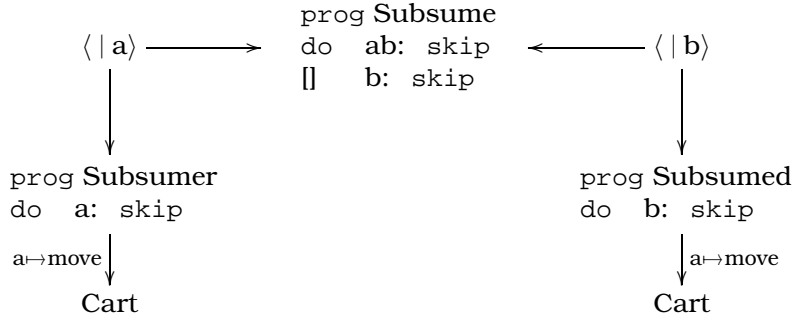 prog Subsume
⟨ | a⟩ do ab: skip ⟨ | b⟩
[] b: skip
prog Subsumer prog Subsumed
do a: skip do b: skip
a↦move a↦move
Cart Cart